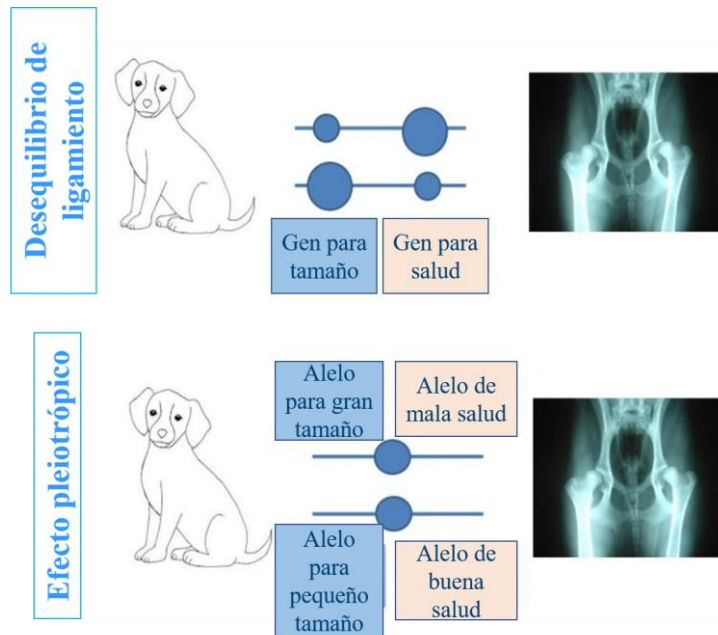 Desequilibrio de
ligamiento
Gen para
tamaño
Gen para
salud
Efecto pleiotrópico
Alelo
para gran
tamaño
Alelo de
mala salud
Alelo
para
pequeño
tamaño
Alelo de
buena
salud